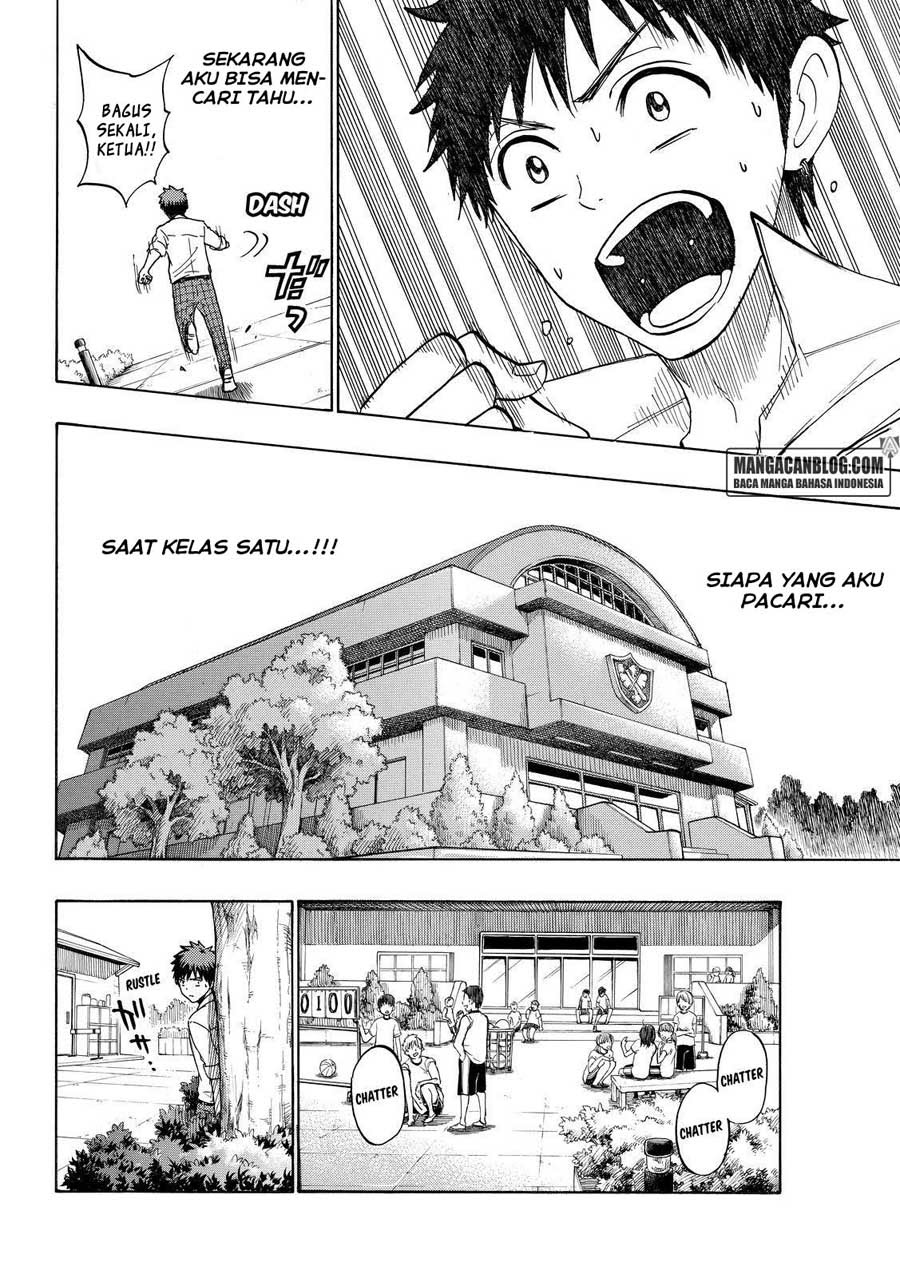 SEKARANG
AKU BISA MEN-
CARI TAHU...
BAGUS
SEKALI,
KETUA!!
DASH
MANGACANBLOG.COM
BACA MANGA BAHASA INDONESIA
SIAPA YANG AKU
PACARI...
SAAT KELAS SATU...!!!
RUSTLE
0100
CHATTER
CHATTER
CHATTER